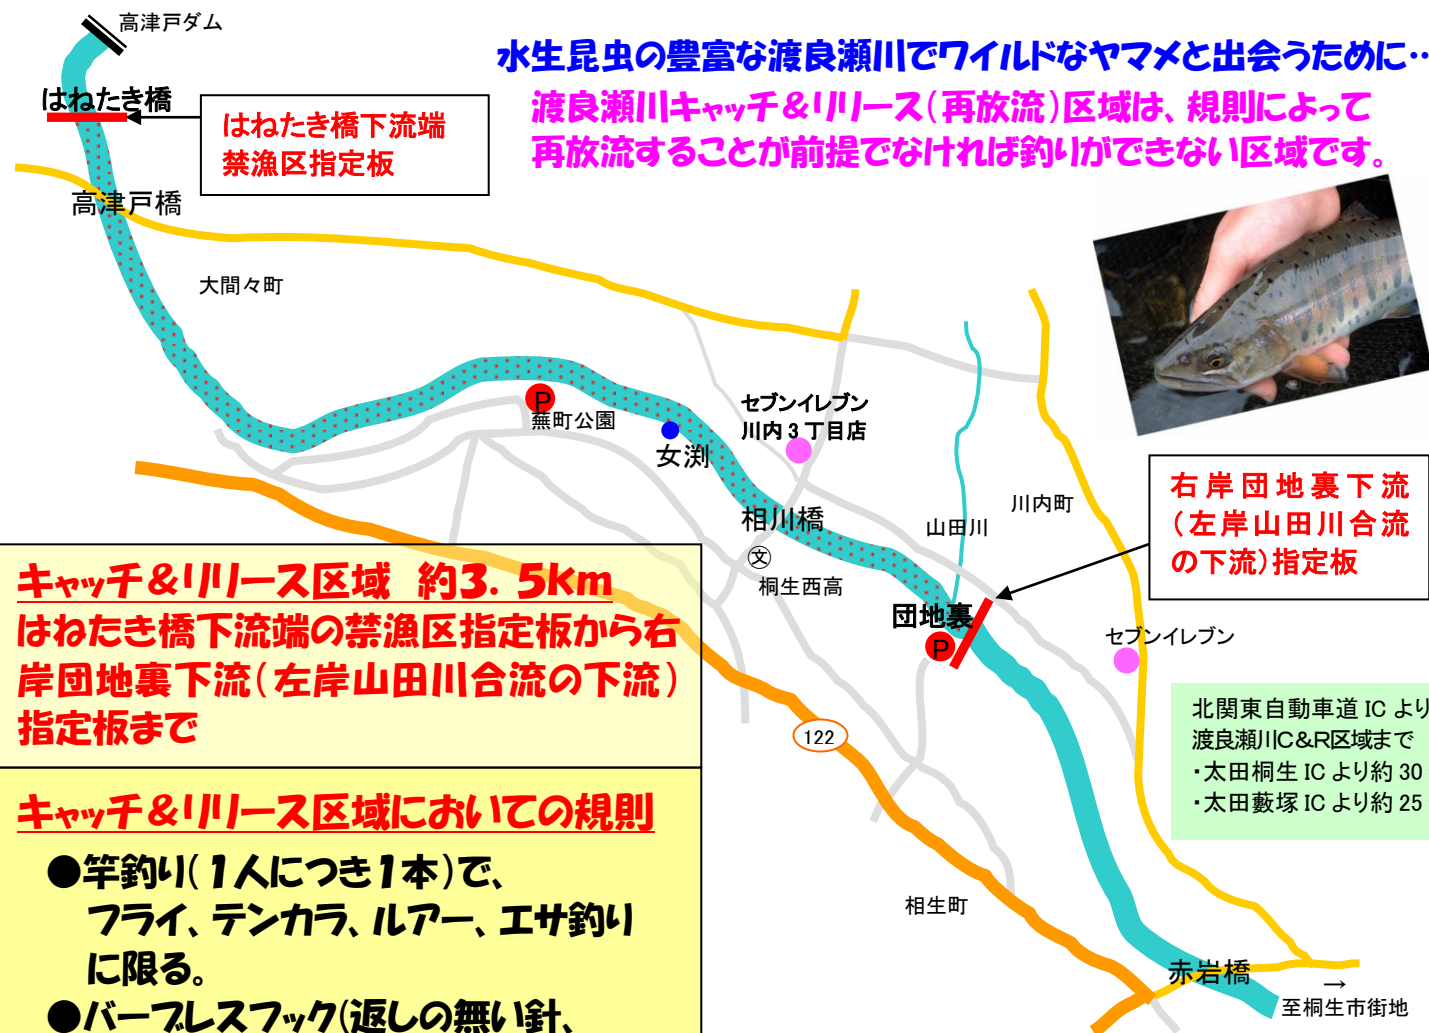 高津戸ダム
水生昆虫の豊富な渡良瀬川でワイルドなヤマメと出会うために‥
はねたき橋
渡良瀬川キャッチ&リリース(再放流)区域は、規則によって
再放流することが前提でなければ釣りができない区域です。
はねたき橋下流端
禁漁区指定板
高津戸橋
大間々町
P
蕪町公園
セブンイレブン
川内3丁目店
女渕
相川橋
文
桐生西高
山田川
川内町
右岸団地裏下流
(左岸山田川合流
の下流)指定板
団地裏
P
セブンイレブン
キャッチ&リリース区域 約3.5km
はねたき橋下流端の禁漁区指定板から右
岸団地裏下流(左岸山田川合流の下流)
指定板まで
122
北関東自動車道 IC より
渡良瀬川C&R区域まで
・太田桐生 IC より約 30
・太田藪塚 IC より約 25
キャッチ&リリース区域においての規則
●竿釣り(1人につき1本)で、
フライ、テンカラ、ルアー、エサ釣り
に限る。
●バーブレスフック(返しの無い針、
相生町
赤岩橋
→
至桐生市街地